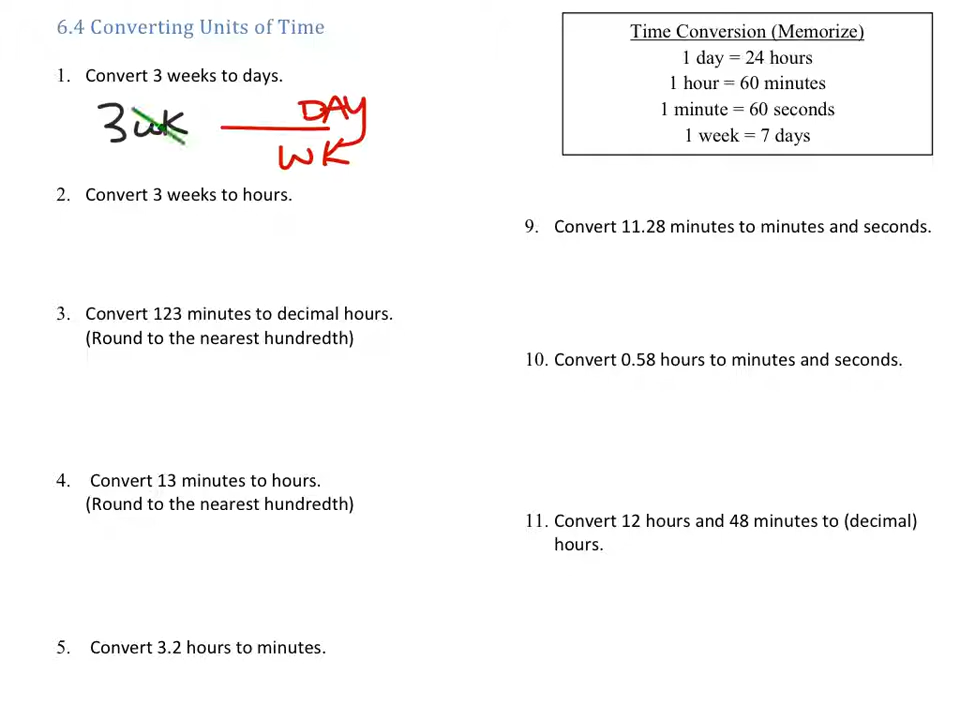 6.4 Converting Units of Time
1. Convert 3 weeks to days.
3 wk DAY
WK
2. Convert 3 weeks to hours.
3. Convert 123 minutes to decimal hours.
(Round to the nearest hundredth)
4. Convert 13 minutes to hours.
(Round to the nearest hundredth)
5. Convert 3.2 hours to minutes.
Time Conversion (Memorize)
1 day = 24 hours
1 hour = 60 minutes
1 minute = 60 seconds
1 week = 7 days
9. Convert 11.28 minutes to minutes and seconds.
10. Convert 0.58 hours to minutes and seconds.
11. Convert 12 hours and 48 minutes to (decimal)
hours.